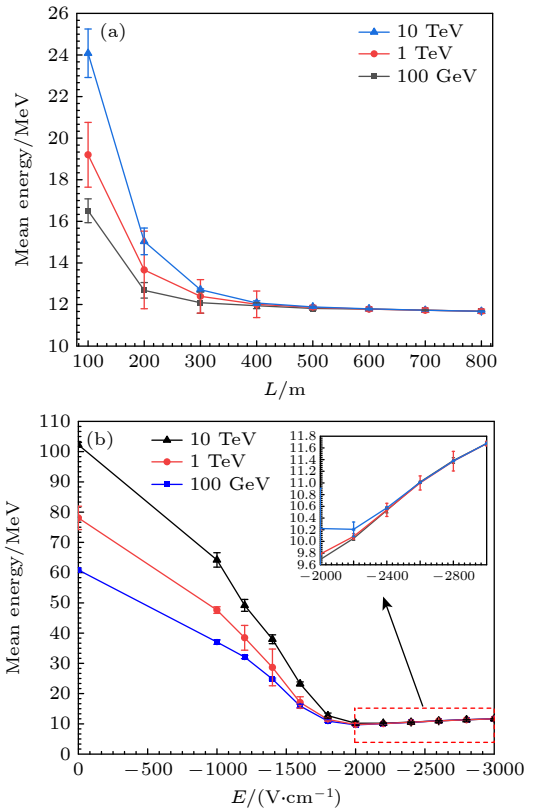 (a)
10 TeV
1 TeV
100 GeV
Mean energy/MeV
26
24
22
20
18
16
14
12
10
100 200 300 400 500 600 700 800
L/m
(b)
10 TeV
1 TeV
100 GeV
Mean energy/MeV
110
100
90
80
70
60
50
40
30
20
10
0
11.8
11.6
11.4
11.2
11.0
10.8
10.6
10.4
10.2
10.0
9.8
9.6
−2000 −2400 −2800
0 −500 −1000 −1500 −2000 −2500 −3000
E/(V·cm⁻¹)